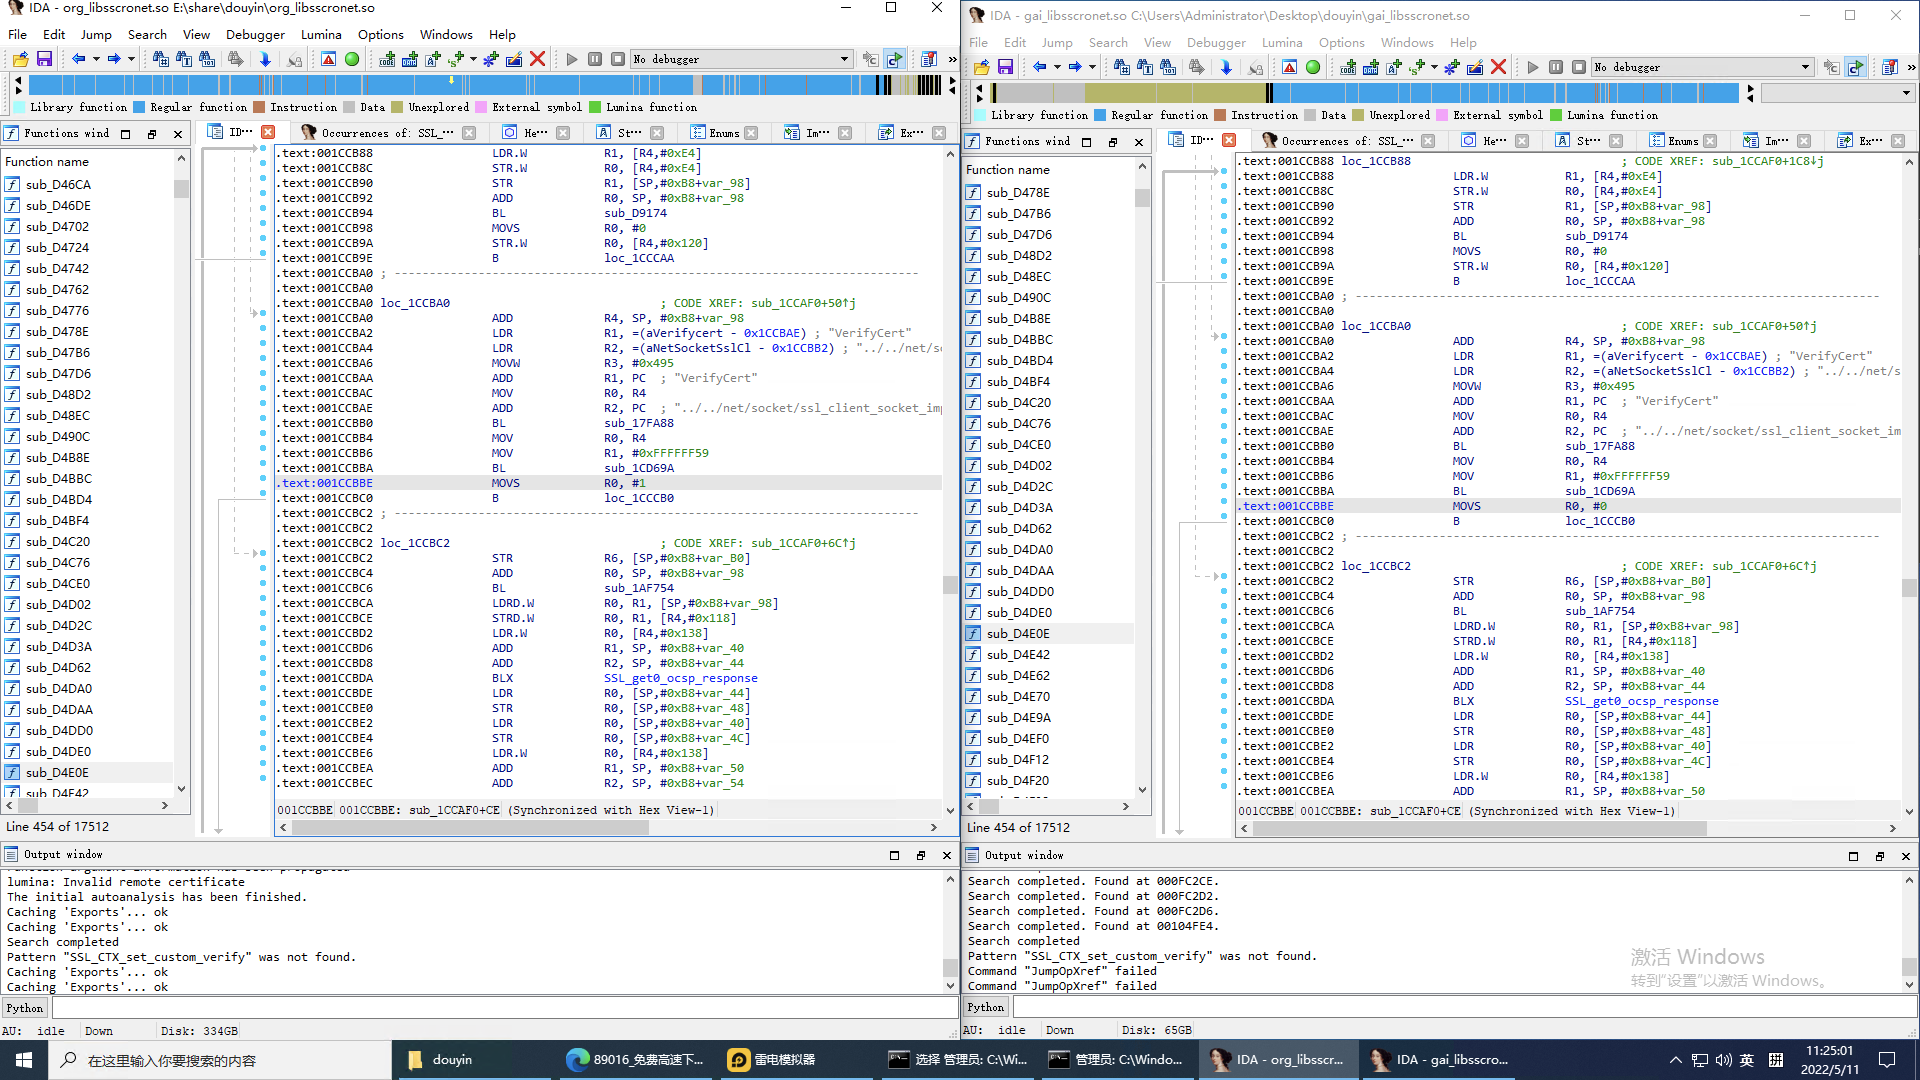 IDA - org_libsscronet.so E:\share\douyin\org_libsscronet.so
File Edit Jump Search View Debugger Lumina Options Windows Help
No debugger
Library function Regular function Instruction Data Unexplored External symbol Lumina function
Functions wind
ID··· Occurrences of: SSL_··· He··· St··· Enums Im··· Ex···
Function name
sub_D46CA
sub_D46DE
sub_D4702
sub_D4724
sub_D4742
sub_D4762
sub_D4776
sub_D478E
sub_D47B6
sub_D47D6
sub_D48D2
sub_D48EC
sub_D490C
sub_D4B8E
sub_D4BBC
sub_D4BD4
sub_D4BF4
sub_D4C20
sub_D4C76
sub_D4CE0
sub_D4D02
sub_D4D2C
sub_D4D3A
sub_D4D62
sub_D4DA0
sub_D4DAA
sub_D4DD0
sub_D4DE0
sub_D4E0E
sub_D4E42
Line 454 of 17512
.text:001CCB88 LDR.W R1, [R4,#0xE4]
.text:001CCB8C STR.W R0, [R4,#0xE4]
.text:001CCB90 STR R1, [SP,#0xB8+var_98]
.text:001CCB92 ADD R0, SP, #0xB8+var_98
.text:001CCB94 BL sub_D9174
.text:001CCB98 MOVS R0, #0
.text:001CCB9A STR.W R0, [R4,#0x120]
.text:001CCB9E B loc_1CCCAA
.text:001CCBA0 ; ---------------------------------------------------------------------------
.text:001CCBA0
.text:001CCBA0 loc_1CCBA0 ; CODE XREF: sub_1CCAF0+50↑j
.text:001CCBA0 ADD R4, SP, #0xB8+var_98
.text:001CCBA2 LDR R1, =(aVerifycert - 0x1CCBAE) ; "VerifyCert"
.text:001CCBA4 LDR R2, =(aNetSocketSslCl - 0x1CCBB2) ; "../../net/so
.text:001CCBA6 MOVW R3, #0x495
.text:001CCBAA ADD R1, PC ; "VerifyCert"
.text:001CCBAC MOV R0, R4
.text:001CCBAE ADD R2, PC ; "../../net/socket/ssl_client_socket_imp
.text:001CCBB0 BL sub_17FA88
.text:001CCBB4 MOV R0, R4
.text:001CCBB6 MOV R1, #0xFFFFFF59
.text:001CCBBA BL sub_1CD69A
.text:001CCBBE MOVS R0, #1
.text:001CCBC0 B loc_1CCCB0
.text:001CCBC2 ; ---------------------------------------------------------------------------
.text:001CCBC2
.text:001CCBC2 loc_1CCBC2 ; CODE XREF: sub_1CCAF0+6C↑j
.text:001CCBC2 STR R6, [SP,#0xB8+var_B0]
.text:001CCBC4 ADD R0, SP, #0xB8+var_98
.text:001CCBC6 BL sub_1AF754
.text:001CCBCA LDRD.W R0, R1, [SP,#0xB8+var_98]
.text:001CCBCE STRD.W R0, R1, [R4,#0x118]
.text:001CCBD2 LDR.W R0, [R4,#0x138]
.text:001CCBD6 ADD R1, SP, #0xB8+var_40
.text:001CCBD8 ADD R2, SP, #0xB8+var_44
.text:001CCBDA BLX SSL_get0_ocsp_response
.text:001CCBDE LDR R0, [SP,#0xB8+var_44]
.text:001CCBE0 STR R0, [SP,#0xB8+var_48]
.text:001CCBE2 LDR R0, [SP,#0xB8+var_40]
.text:001CCBE4 STR R0, [SP,#0xB8+var_4C]
.text:001CCBE6 LDR.W R0, [R4,#0x138]
.text:001CCBEA ADD R1, SP, #0xB8+var_50
.text:001CCBEC ADD R2, SP, #0xB8+var_54
001CCBBE 001CCBBE: sub_1CCAF0+CE (Synchronized with Hex View-1)
Output window
Function argument information has been propagated
lumina: Invalid remote certificate
The initial autoanalysis has been finished.
Caching 'Exports'... ok
Caching 'Exports'... ok
Search completed
Pattern "SSL_CTX_set_custom_verify" was not found.
Caching 'Exports'... ok
Caching 'Exports'... ok
Python
AU: idle Down Disk: 334GB
IDA - gai_libsscronet.so C:\Users\Administrator\Desktop\douyin\gai_libsscronet.so
File Edit Jump Search View Debugger Lumina Options Windows Help
No debugger
Library function Regular function Instruction Data Unexplored External symbol Lumina function
Functions wind
ID··· Occurrences of: SSL_··· He··· St··· Enums Im··· Ex···
Function name
sub_D478E
sub_D47B6
sub_D47D6
sub_D48D2
sub_D48EC
sub_D490C
sub_D4B8E
sub_D4BBC
sub_D4BD4
sub_D4BF4
sub_D4C20
sub_D4C76
sub_D4CE0
sub_D4D02
sub_D4D2C
sub_D4D3A
sub_D4D62
sub_D4DA0
sub_D4DAA
sub_D4DD0
sub_D4DE0
sub_D4E0E
sub_D4E42
sub_D4E62
sub_D4E70
sub_D4E9A
sub_D4EF0
sub_D4F12
sub_D4F20
Line 454 of 17512
.text:001CCB88 loc_1CCB88 ; CODE XREF: sub_1CCAF0+1C8↓j
.text:001CCB88 LDR.W R1, [R4,#0xE4]
.text:001CCB8C STR.W R0, [R4,#0xE4]
.text:001CCB90 STR R1, [SP,#0xB8+var_98]
.text:001CCB92 ADD R0, SP, #0xB8+var_98
.text:001CCB94 BL sub_D9174
.text:001CCB98 MOVS R0, #0
.text:001CCB9A STR.W R0, [R4,#0x120]
.text:001CCB9E B loc_1CCCAA
.text:001CCBA0 ; ---------------------------------------------------------------------------
.text:001CCBA0
.text:001CCBA0 loc_1CCBA0 ; CODE XREF: sub_1CCAF0+50↑j
.text:001CCBA0 ADD R4, SP, #0xB8+var_98
.text:001CCBA2 LDR R1, =(aVerifycert - 0x1CCBAE) ; "VerifyCert"
.text:001CCBA4 LDR R2, =(aNetSocketSslCl - 0x1CCBB2) ; "../../net/s
.text:001CCBA6 MOVW R3, #0x495
.text:001CCBAA ADD R1, PC ; "VerifyCert"
.text:001CCBAC MOV R0, R4
.text:001CCBAE ADD R2, PC ; "../../net/socket/ssl_client_socket_im
.text:001CCBB0 BL sub_17FA88
.text:001CCBB4 MOV R0, R4
.text:001CCBB6 MOV R1, #0xFFFFFF59
.text:001CCBBA BL sub_1CD69A
.text:001CCBBE MOVS R0, #0
.text:001CCBC0 B loc_1CCCB0
.text:001CCBC2 ; ---------------------------------------------------------------------------
.text:001CCBC2
.text:001CCBC2 loc_1CCBC2 ; CODE XREF: sub_1CCAF0+6C↑j
.text:001CCBC2 STR R6, [SP,#0xB8+var_B0]
.text:001CCBC4 ADD R0, SP, #0xB8+var_98
.text:001CCBC6 BL sub_1AF754
.text:001CCBCA LDRD.W R0, R1, [SP,#0xB8+var_98]
.text:001CCBCE STRD.W R0, R1, [R4,#0x118]
.text:001CCBD2 LDR.W R0, [R4,#0x138]
.text:001CCBD6 ADD R1, SP, #0xB8+var_40
.text:001CCBD8 ADD R2, SP, #0xB8+var_44
.text:001CCBDA BLX SSL_get0_ocsp_response
.text:001CCBDE LDR R0, [SP,#0xB8+var_44]
.text:001CCBE0 STR R0, [SP,#0xB8+var_48]
.text:001CCBE2 LDR R0, [SP,#0xB8+var_40]
.text:001CCBE4 STR R0, [SP,#0xB8+var_4C]
.text:001CCBE6 LDR.W R0, [R4,#0x138]
.text:001CCBEA ADD R1, SP, #0xB8+var_50
001CCBBE 001CCBBE: sub_1CCAF0+CE (Synchronized with Hex View-1)
Output window
Search completed. Found at 000FC2CE.
Search completed. Found at 000FC2D2.
Search completed. Found at 000FC2D6.
Search completed. Found at 00104FE4.
Search completed
Pattern "SSL_CTX_set_custom_verify" was not found.
Command "JumpOpXref" failed
Command "JumpOpXref" failed
激活 Windows
转到"设置"以激活 Windows。
Python
AU: idle Down Disk: 65GB
在这里输入你要搜索的内容
douyin
89016_免费高速下...
雷电模拟器
选择 管理员: C:\Wi...
管理员: C:\Windo...
IDA - org_libsscr...
IDA - gai_libsscro...
英
拼
11:25:01
2022/5/11